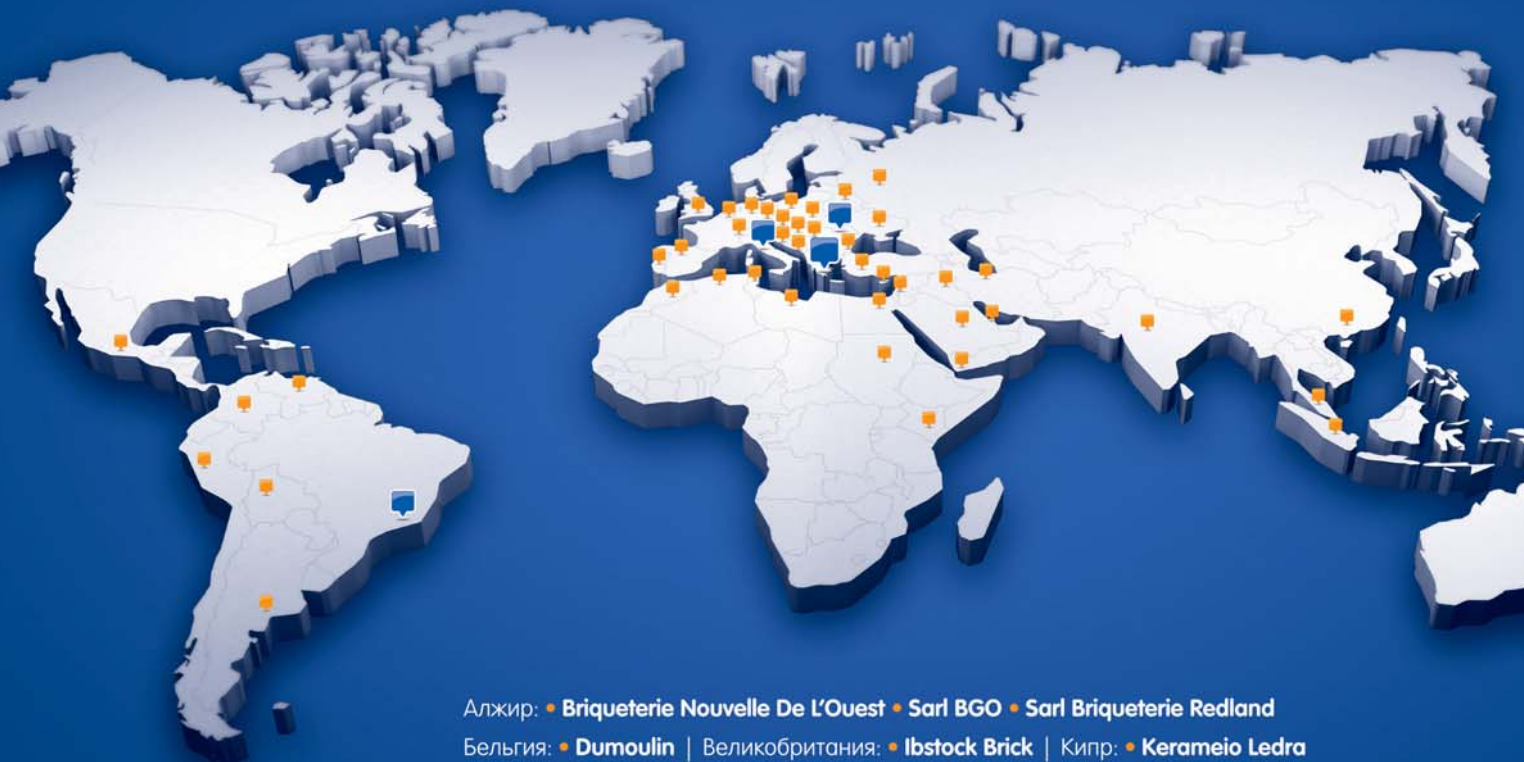 Алжир: • Briqueterie Nouvelle De L’Ouest • Sarl BGO • Sarl Briqueterie Redland
Бельгия: • Dumoulin | Великобритания: • Ibstock Brick | Кипр: • Kerameio Ledra